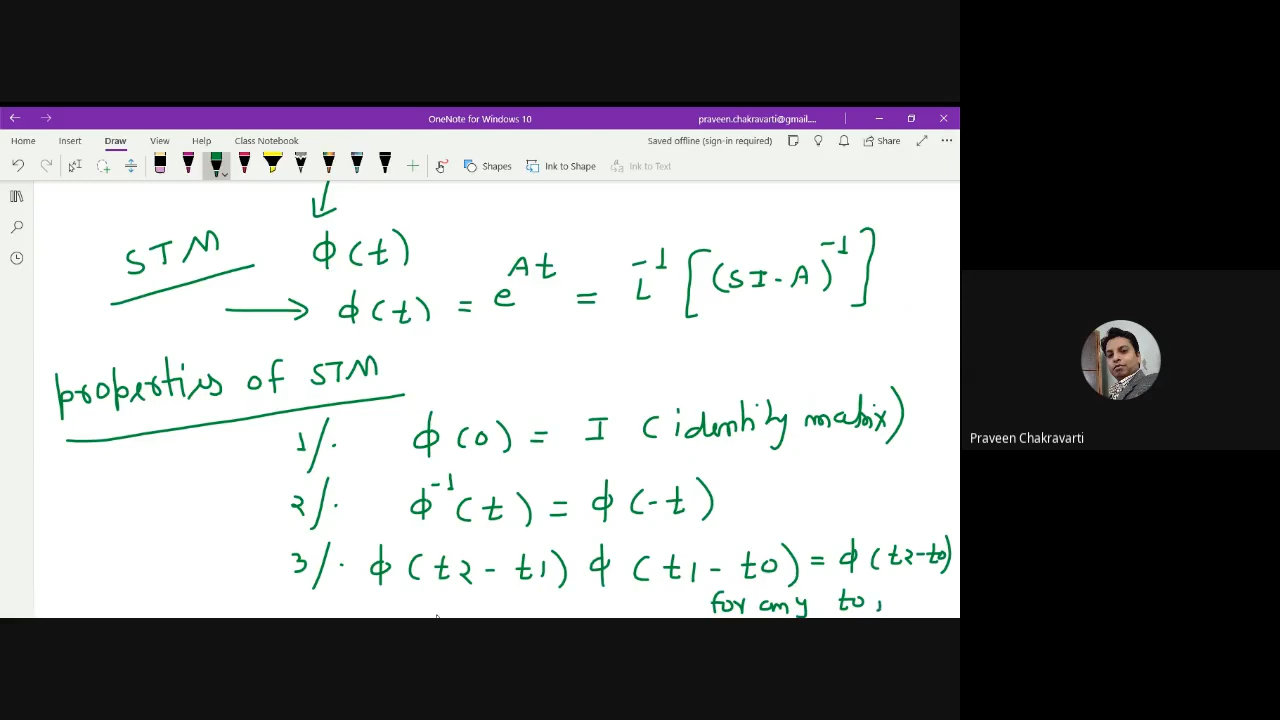 OneNote for Windows 10
praveen.chakravarti@gmail....
Home Insert Draw View Help Class Notebook
Saved offline (sign-in required)
Share
Shapes Ink to Shape Ink to Text
STM ϕ(t)
→ ϕ(t) = e^{At} = L^{-1} [(SI-A)^{-1}]
properties of STM
1/. ϕ(0) = I (identity matrix)
2/. ϕ^{-1}(t) = ϕ(-t)
3/. ϕ(t2-t1) ϕ(t1-t0) = ϕ(t2-t0)
for any t0,
Praveen Chakravarti